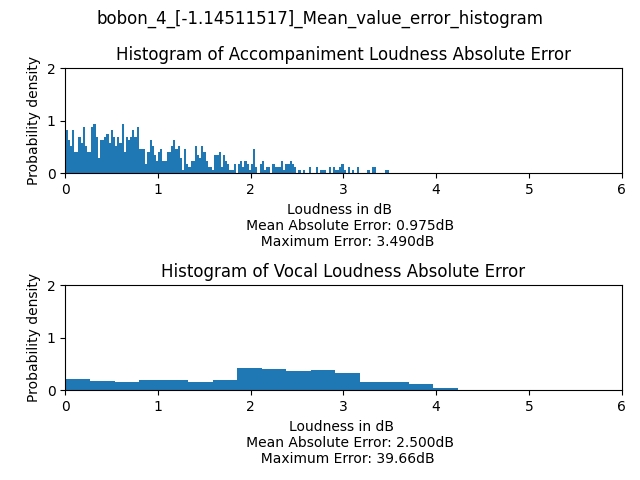 bobon_4_[-1.14511517]_Mean_value_error_histogram
Histogram of Accompaniment Loudness Absolute Error
Probability density
2
1
0
0 1 2 3 4 5 6
Loudness in dB
Mean Absolute Error: 0.975dB
Maximum Error: 3.490dB
Histogram of Vocal Loudness Absolute Error
Probability density
2
1
0
0 1 2 3 4 5 6
Loudness in dB
Mean Absolute Error: 2.500dB
Maximum Error: 39.66dB